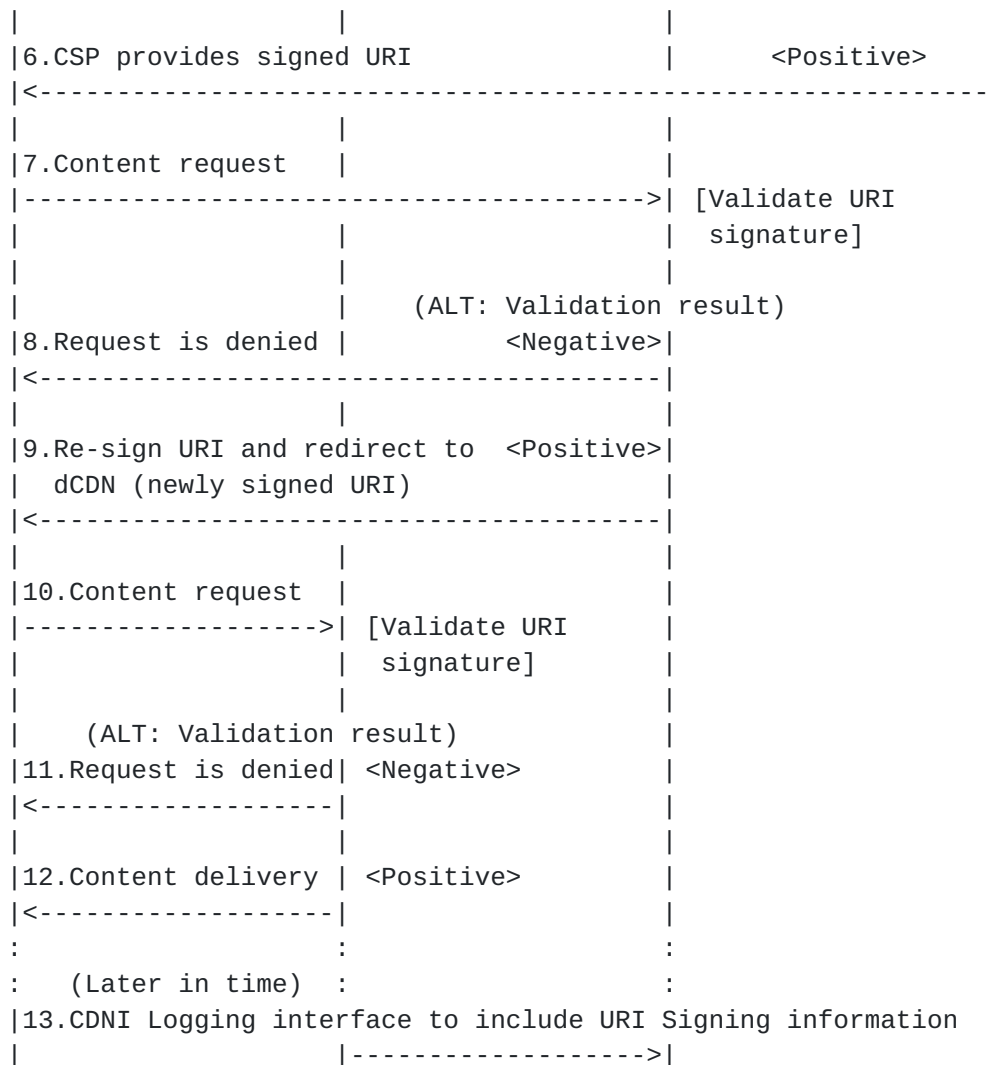 |                    |                    |
|6.CSP provides signed URI                |      <Positive>
|<-------------------------------------------------------------
|                    |                    |
|7.Content request   |                    |
|---------------------------------------->| [Validate URI
|                    |                    |  signature]
|                    |                    |
|                    |    (ALT: Validation result)
|8.Request is denied |          <Negative>|
|<----------------------------------------|
|                    |                    |
|9.Re-sign URI and redirect to  <Positive>|
|  dCDN (newly signed URI)                |
|<----------------------------------------|
|                    |                    |
|10.Content request  |                    |
|------------------->| [Validate URI      |
|                    |  signature]        |
|                    |                    |
|    (ALT: Validation result)             |
|11.Request is denied| <Negative>         |
|<-------------------|                    |
|                    |                    |
|12.Content delivery | <Positive>         |
|<-------------------|                    |
:                    :                    :
:   (Later in time)  :                    :
|13.CDNI Logging interface to include URI Signing information
|                    |------------------->|